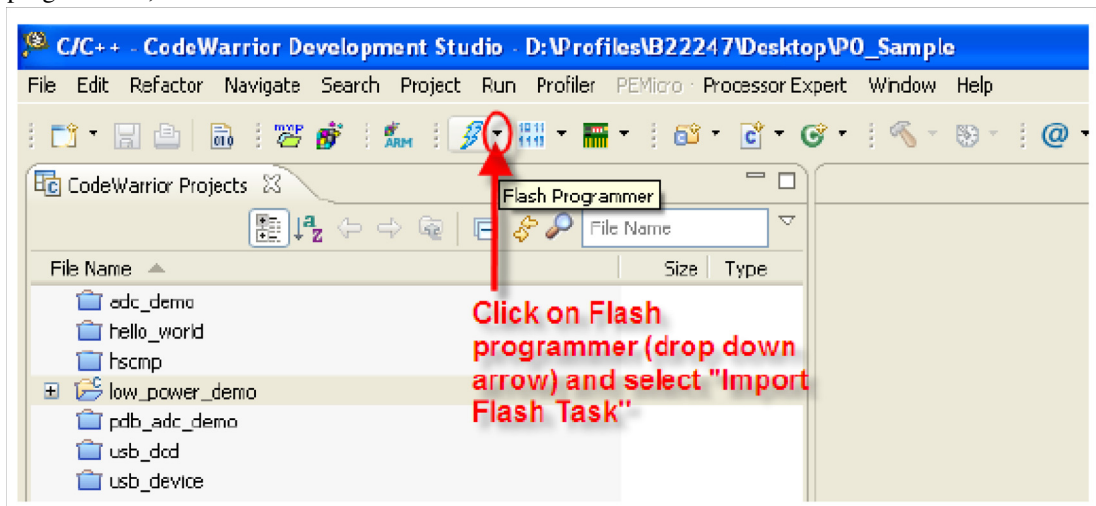 C/C++ - CodeWarrior Development Studio - D:\Profiles\B22247\Desktop\P0_Sample
File Edit Refactor Navigate Search Project Run Profiler PEMicro Processor Expert Window Help
CodeWarrior Projects
Flash Programmer
File Name
File Name Size Type
adc_demo
hello_world
hscmp
low_power_demo
pdb_adc_demo
usb_dcd
usb_device
Click on Flash
programmer (drop down
arrow) and select "Import
Flash Task"